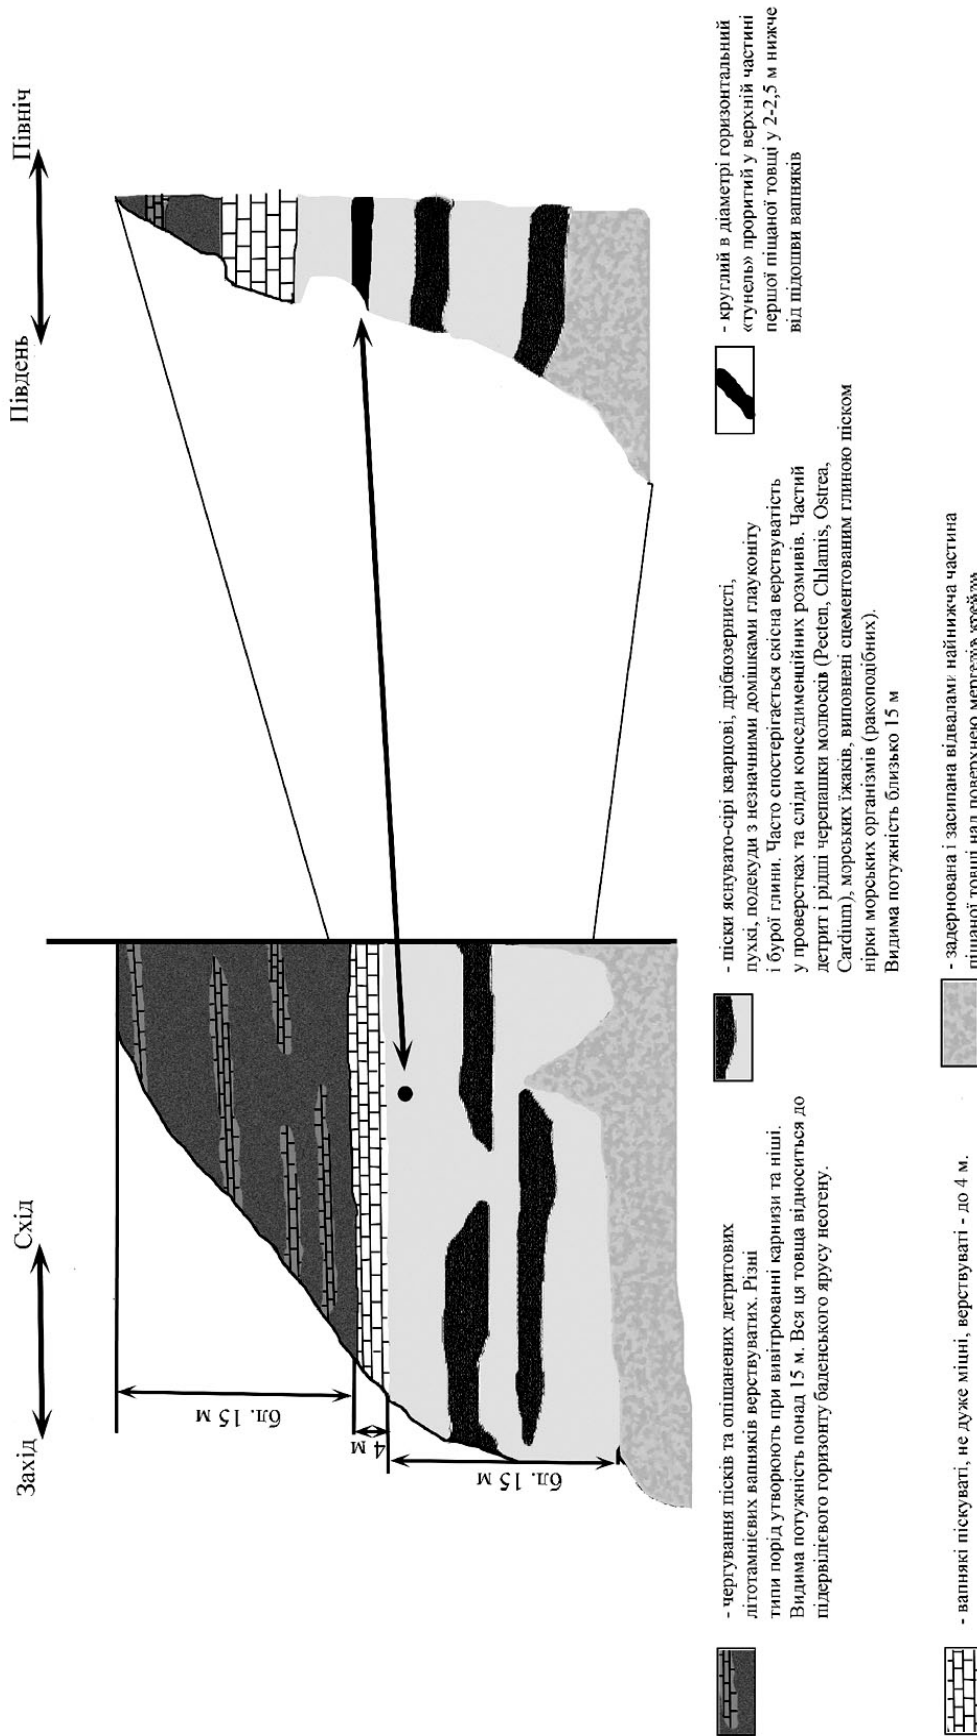 Захід
Схід
Південь
Північ
бл. 15 м
4 м
бл. 15 м
- чергування пісків та опіщанених детритових
літотамнієвих вапняків верствуватих. Різні
типи порід утворюють при вивітрюванні карнизи та ніші.
Видима потужність понад 15 м. Вся ця товща відноситься до
підервілієвого горизонту баденського ярусу неогену.
- вапнякі піскуваті, не дуже міцні, верствуваті - до 4 м.
- піски яснувато-сірі кварцові, дрібнозернисті,
пухкі, подекуди з незначними домішками глауконіту
і бурої глини. Часто спостерігається скісна верствуватість
у проверстках та сліди конседименційних розмивів. Частий
детрит і рідші черепашки молюсків (Pecten, Chlamis, Ostrea,
Cardium), морських їжаків, виповнені сцементованим глиною піском
нірки морських організмів (ракоподібних).
Видима потужність близько 15 м
- задернована і засипана відвалами найнижча частина
піщаної товщі над поверхнею мергелів крейди
- круглий в діаметрі горизонтальний
«тунель» проритий у верхній частині
першої піщаної товщі у 2-2,5 м нижче
від підошви вапняків